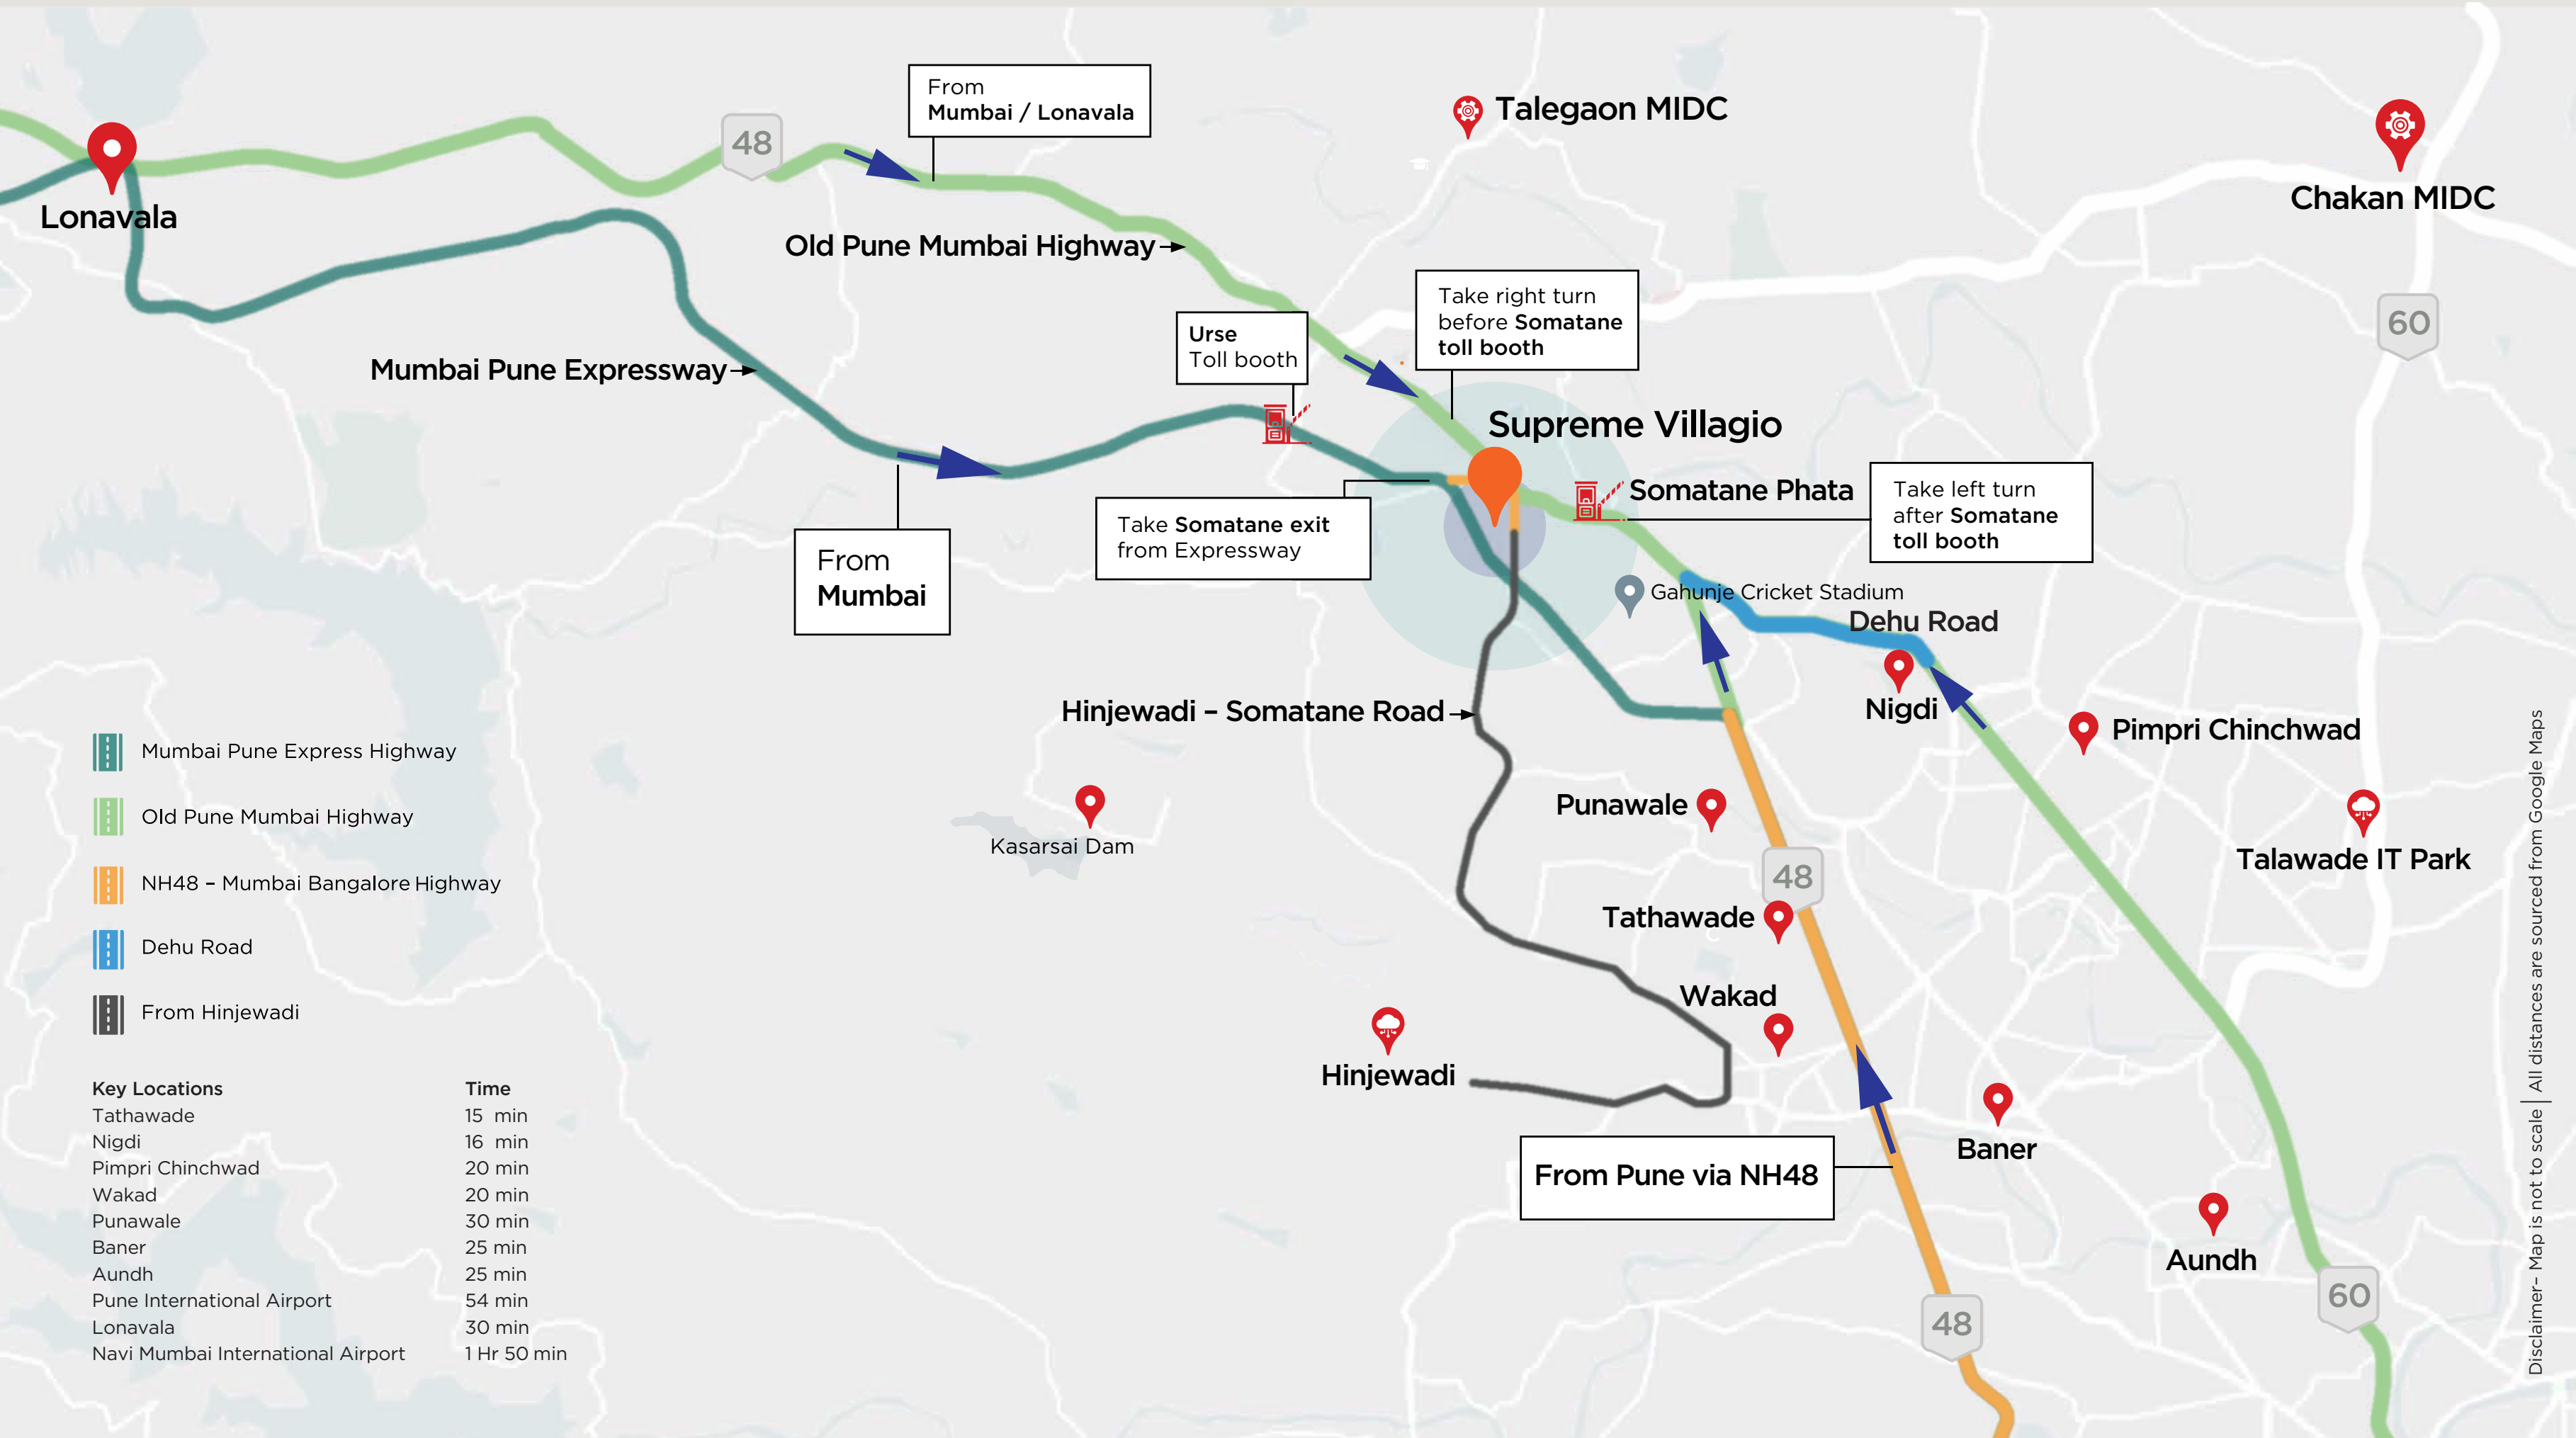 From
Mumbai / Lonavala
48
Talegaon MIDC
Chakan MIDC
Lonavala
Old Pune Mumbai Highway
Take right turn
before Somatane
toll booth
60
Urse
Toll booth
Mumbai Pune Expressway
Supreme Villagio
Somatane Phata
Take left turn
after Somatane
toll booth
Take Somatane exit
from Expressway
From
Mumbai
Gahunje Cricket Stadium
Dehu Road
Hinjewadi – Somatane Road
Nigdi
Pimpri Chinchwad
Punawale
Kasarsai Dam
48
Talawade IT Park
Tathawade
Wakad
Hinjewadi
Baner
From Pune via NH48
Aundh
60
48
Mumbai Pune Express Highway
Old Pune Mumbai Highway
NH48 – Mumbai Bangalore Highway
Dehu Road
From Hinjewadi
Key Locations Time
Tathawade 15 min
Nigdi 16 min
Pimpri Chinchwad 20 min
Wakad 20 min
Punawale 30 min
Baner 25 min
Aundh 25 min
Pune International Airport 54 min
Lonavala 30 min
Navi Mumbai International Airport 1 Hr 50 min
Disclaimer– Map is not to scale | All distances are sourced from Google Maps